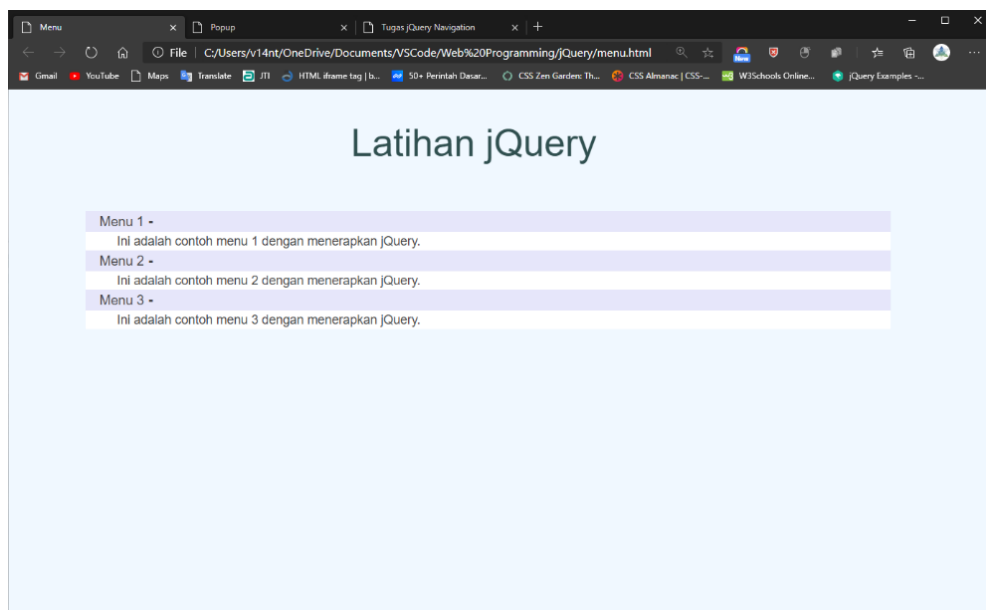 Menu
Popup
Tugas jQuery Navigation
File | C:/Users/v14nt/OneDrive/Documents/VSCode/Web%20Programming/jQuery/menu.html
New
Gmail YouTube Maps Translate JTI HTML iframe tag | b... 50+ Perintah Dasar... CSS Zen Garden: Th... CSS Almanac | CSS-... W3Schools Online... jQuery Examples -...
Latihan jQuery
Menu 1 -
Ini adalah contoh menu 1 dengan menerapkan jQuery.
Menu 2 -
Ini adalah contoh menu 2 dengan menerapkan jQuery.
Menu 3 -
Ini adalah contoh menu 3 dengan menerapkan jQuery.